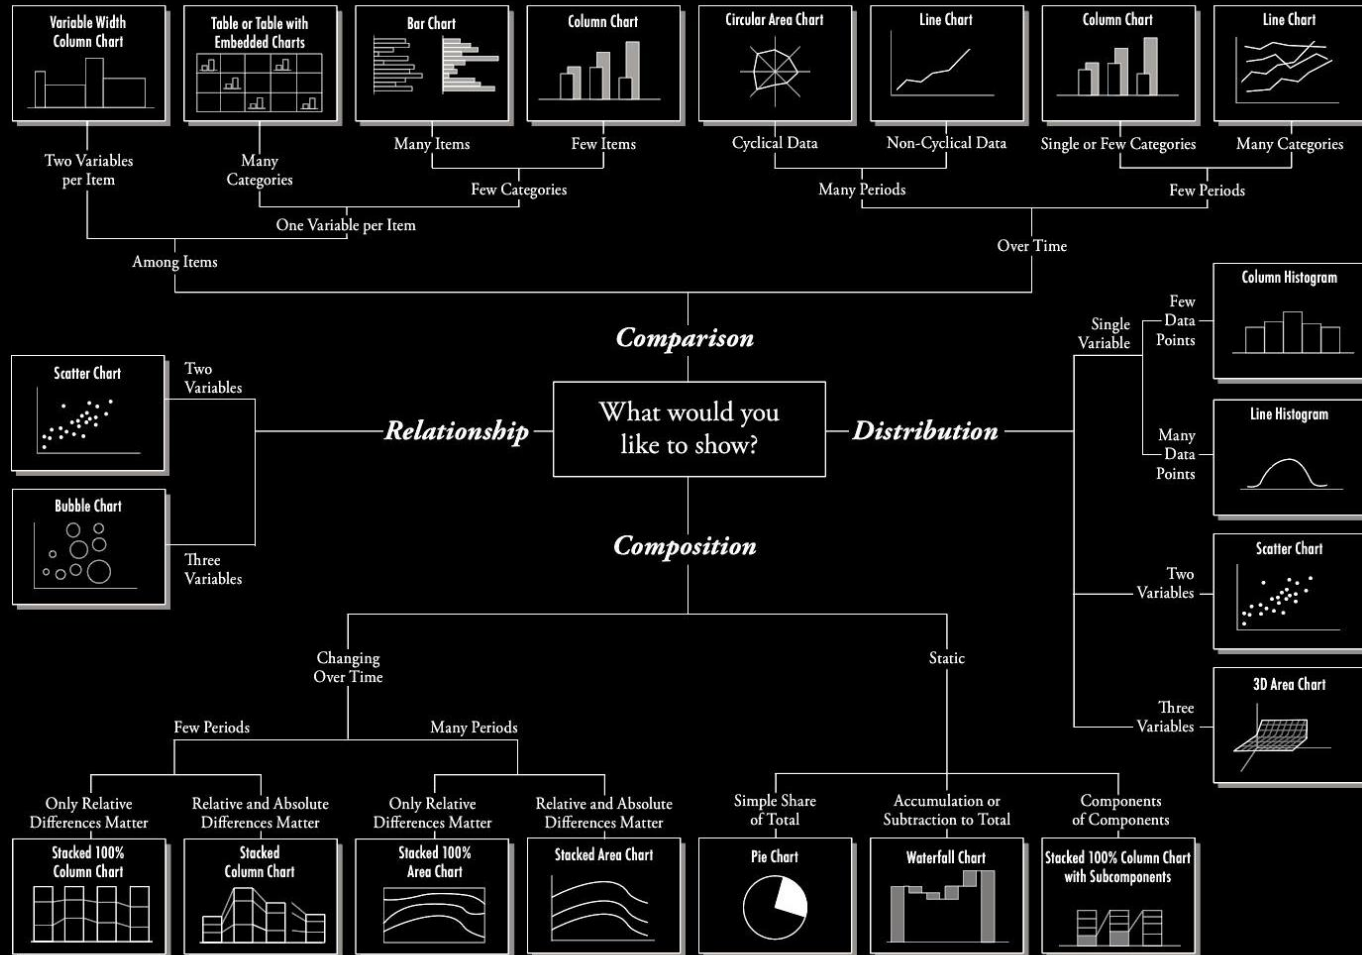 Variable Width
Column Chart
Table or Table with
Embedded Charts
Bar Chart
Column Chart
Circular Area Chart
Line Chart
Column Chart
Line Chart
Two Variables
per Item
Many
Categories
Many Items
Few Items
Cyclical Data
Non-Cyclical Data
Single or Few Categories
Many Categories
Few Categories
Many Periods
Few Periods
One Variable per Item
Among Items
Over Time
Comparison
What would you
like to show?
Relationship
Two
Variables
Scatter Chart
Three
Variables
Bubble Chart
Distribution
Single
Variable
Few
Data
Points
Column Histogram
Many
Data
Points
Line Histogram
Two
Variables
Scatter Chart
Three
Variables
3D Area Chart
Composition
Changing
Over Time
Static
Few Periods
Many Periods
Only Relative
Differences Matter
Relative and Absolute
Differences Matter
Only Relative
Differences Matter
Relative and Absolute
Differences Matter
Simple Share
of Total
Accumulation or
Subtraction to Total
Components
of Components
Stacked 100%
Column Chart
Stacked
Column Chart
Stacked 100%
Area Chart
Stacked Area Chart
Pie Chart
Waterfall Chart
Stacked 100% Column Chart
with Subcomponents